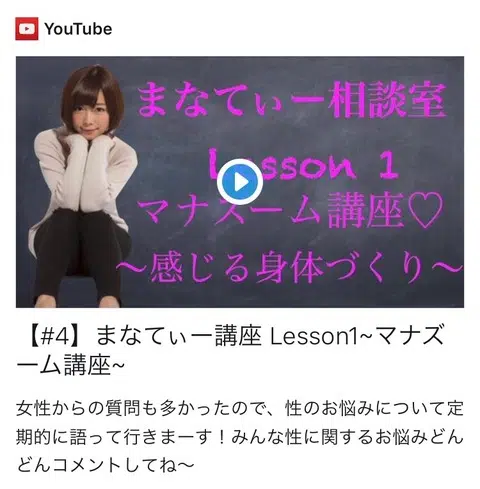 YouTube
まなてぃー相談室
Lesson 1
マナズーム講座♡
〜感じる身体づくり〜
【#4】まなてぃー講座 Lesson1~マナズ
ーム講座~
女性からの質問も多かったので、性のお悩みについて定
期的に語って行きまーす！みんな性に関するお悩みどん
どんコメントしてね〜